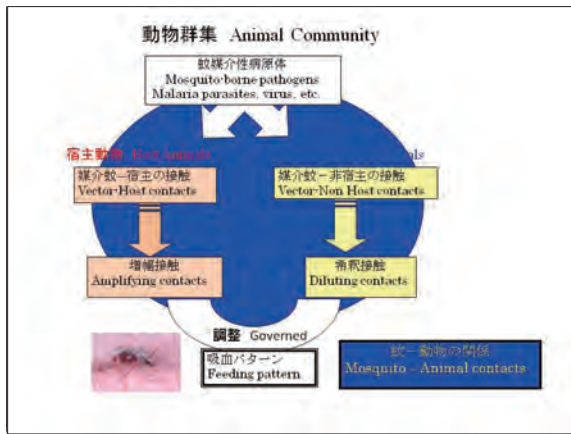 動物群集 Animal Community
蚊媒介性病原体
Mosquito-borne pathogens
Malaria parasites, virus, etc.
宿主動物 Host Animals
als
媒介蚊－宿主の接触
Vector-Host contacts
媒介蚊－非宿主の接触
Vector-Non Host contacts
増幅接触
Amplifying contacts
希釈接触
Diluting contacts
調整 Governed
吸血パターン
Feeding pattern
蚊－動物の関係
Mosquito - Animal contacts